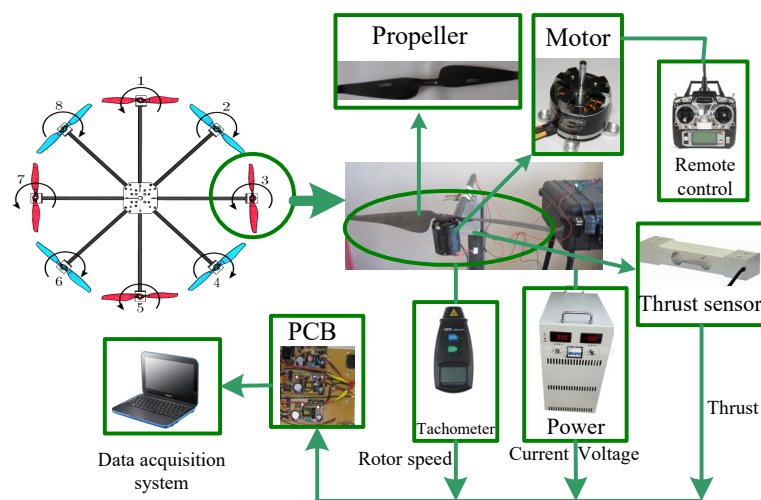 Propeller
Motor
1
2
3
4
5
6
7
8
Remote
control
Thrust sensor
PCB
Tachometer
Power
Thrust
Rotor speed
Current Voltage
Data acquisition
system